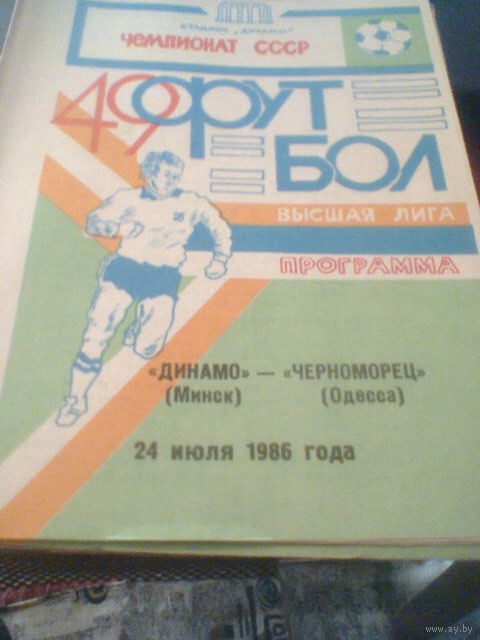 СТАДИОН „ДИНАМО"
ЧЕМПИОНАТ СССР
49 ФУТ
БОЛ
ВЫСШАЯ ЛИГА
ПРОГРАММА
«ДИНАМО» — «ЧЕРНОМОРЕЦ»
(Минск) (Одесса)
24 июля 1986 года
www.ay.by